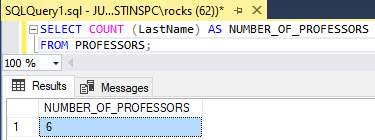 SQLQuery1.sql - JU...STINSPC\rocks (62))*
SELECT COUNT (LastName) AS NUMBER_OF_PROFESSORS
FROM PROFESSORS;
100 %
Results Messages
NUMBER_OF_PROFESSORS
1 6